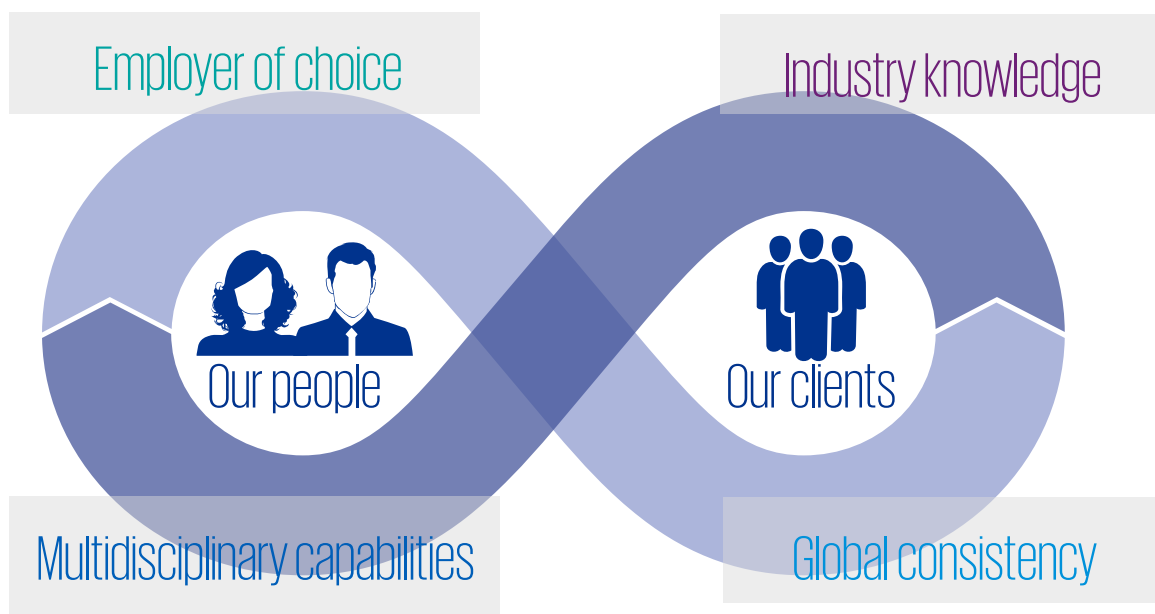 Employer of choice
Industry knowledge
Our people
Our clients
Multidisciplinary capabilities
Global consistency